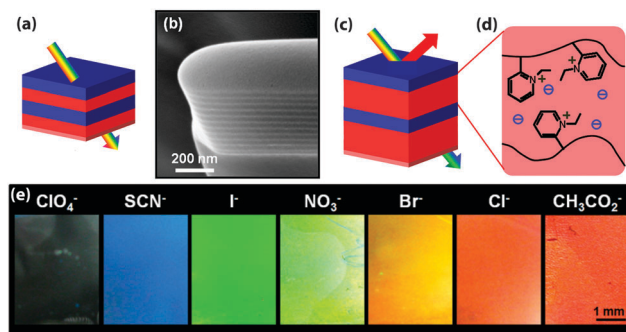 (a)
(b)
(c)
(d)
200 nm
+
N
+
N
+
N
⊖
⊖
⊖
⊖
(e)
ClO₄⁻ SCN⁻ I⁻ NO₃⁻ Br⁻ Cl⁻ CH₃CO₂⁻
1 mm